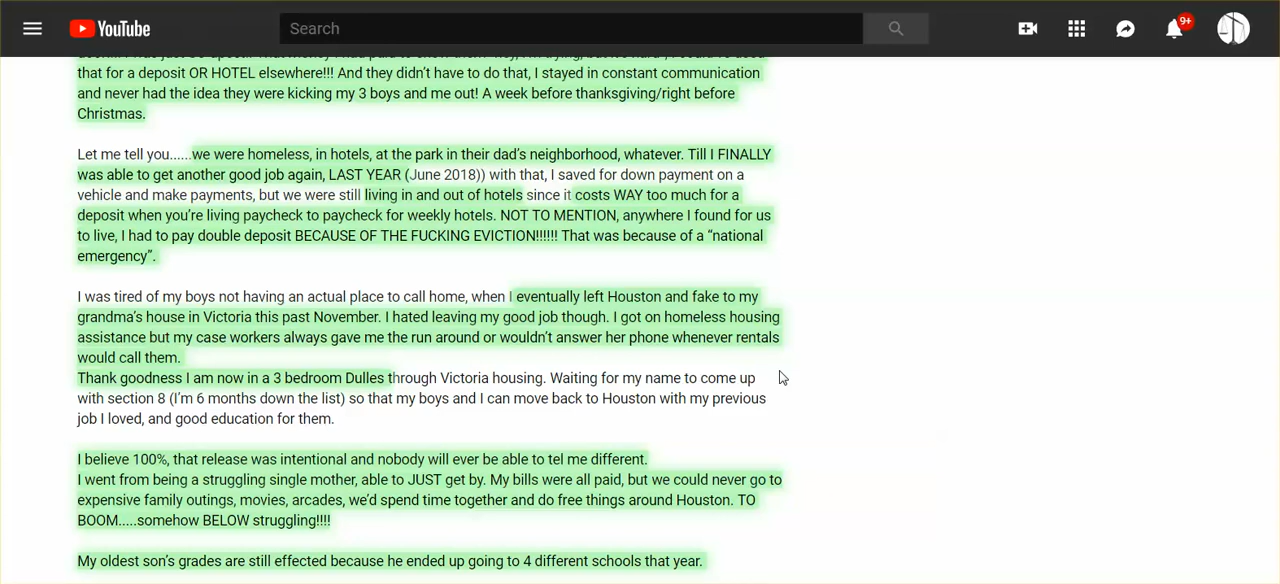 YouTube
Search
9+
that for a deposit OR HOTEL elsewhere!!! And they didn't have to do that, I stayed in constant communication
and never had the idea they were kicking my 3 boys and me out! A week before thanksgiving/right before
Christmas.
Let me tell you......we were homeless, in hotels, at the park in their dad's neighborhood, whatever. Till I FINALLY
was able to get another good job again, LAST YEAR (June 2018)) with that, I saved for down payment on a
vehicle and make payments, but we were still living in and out of hotels since it costs WAY too much for a
deposit when you're living paycheck to paycheck for weekly hotels. NOT TO MENTION, anywhere I found for us
to live, I had to pay double deposit BECAUSE OF THE FUCKING EVICTION!!!!!! That was because of a "national
emergency".
I was tired of my boys not having an actual place to call home, when I eventually left Houston and fake to my
grandma's house in Victoria this past November. I hated leaving my good job though. I got on homeless housing
assistance but my case workers always gave me the run around or wouldn't answer her phone whenever rentals
would call them.
Thank goodness I am now in a 3 bedroom Dulles through Victoria housing. Waiting for my name to come up
with section 8 (I'm 6 months down the list) so that my boys and I can move back to Houston with my previous
job I loved, and good education for them.
I believe 100%, that release was intentional and nobody will ever be able to tell me different.
I went from being a struggling single mother, able to JUST get by. My bills were all paid, but we could never go to
expensive family outings, movies, arcades, we'd spend time together and do free things around Houston. TO
BOOM.....somehow BELOW struggling!!!!
My oldest son's grades are still effected because he ended up going to 4 different schools that year.